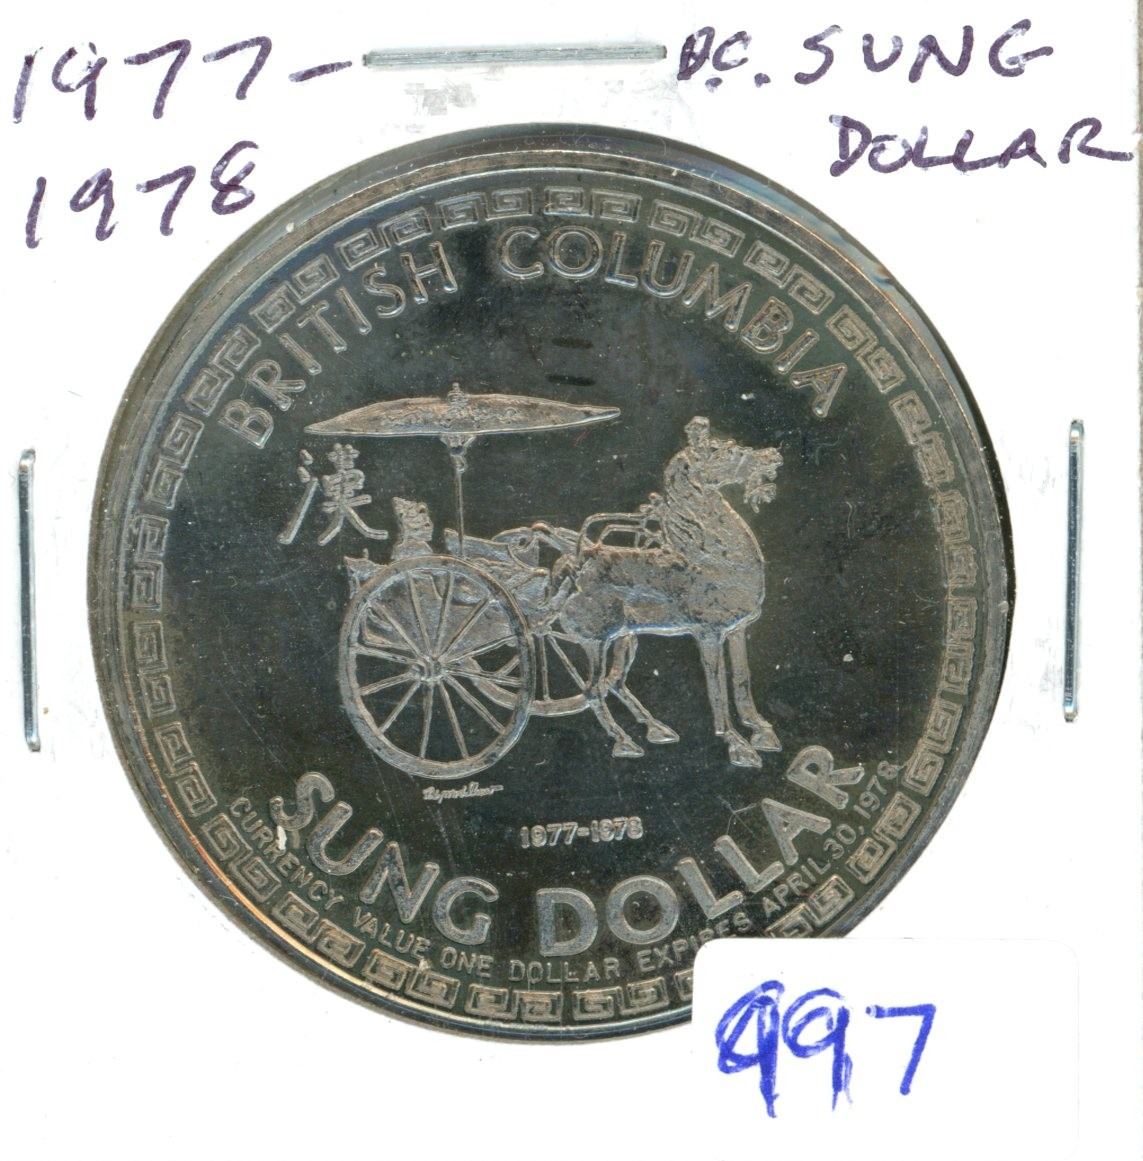 1977-
1978
B.C. SUNG
DOLLAR
BRITISH COLUMBIA
漢
1977-1978
SUNG DOLLAR
CURRENCY VALUE ONE DOLLAR EXPIRES APRIL 30, 1978
997